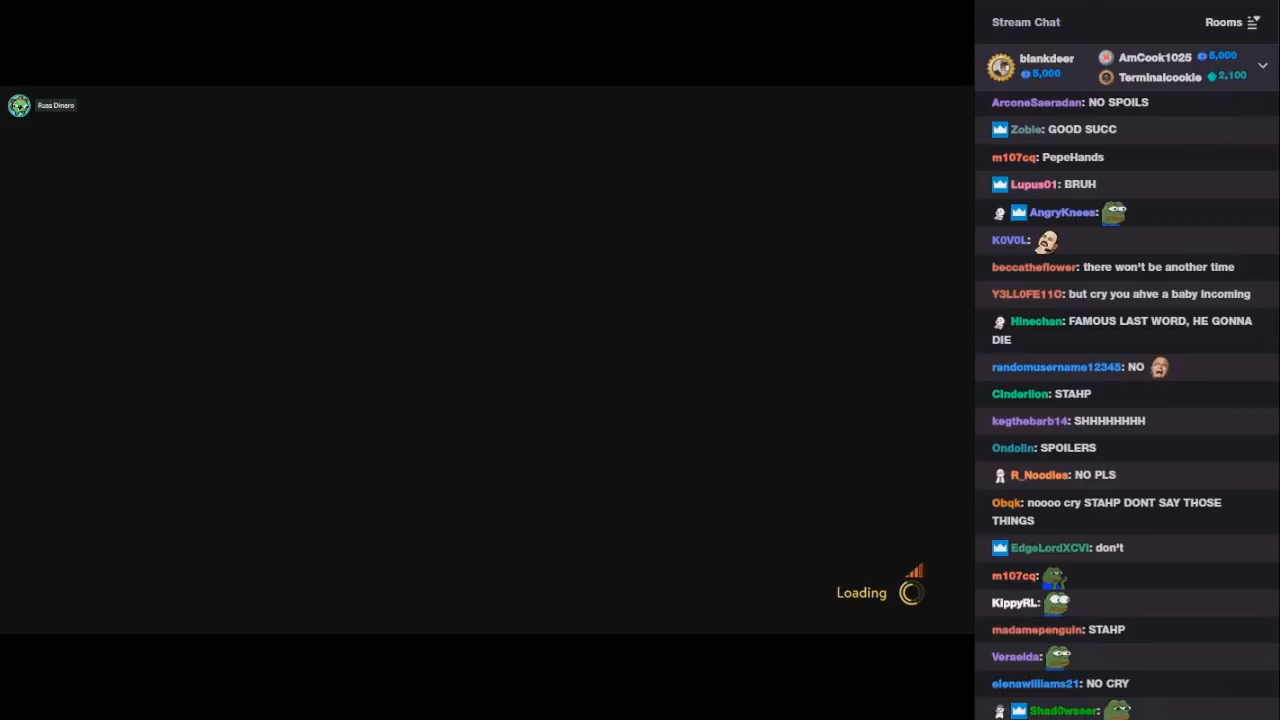 Stream Chat
Rooms
blankdeer
5,000
AmCook1025 5,000
Terminalcookie 2,100
Russ Dinero
ArconeSaeradan: NO SPOILS
Zobie: GOOD SUCC
m107cq: PepeHands
Lupus01: BRUH
AngryKnees:
K0V0L:
beccatheflower: there won't be another time
Y3LL0FE11O: but cry you ahve a baby incoming
Hinechan: FAMOUS LAST WORD, HE GONNA
DIE
randomusername12345: NO
Cinderlion: STAHP
kegthebarb14: SHHHHHHHH
Ondolin: SPOILERS
R_Noodles: NO PLS
Obqk: noooo cry STAHP DONT SAY THOSE
THINGS
EdgeLordXCVI: don't
m107cq:
KippyRL:
madamepenguin: STAHP
Veraelda:
elenawilliams21: NO CRY
Shad0wseer:
Loading